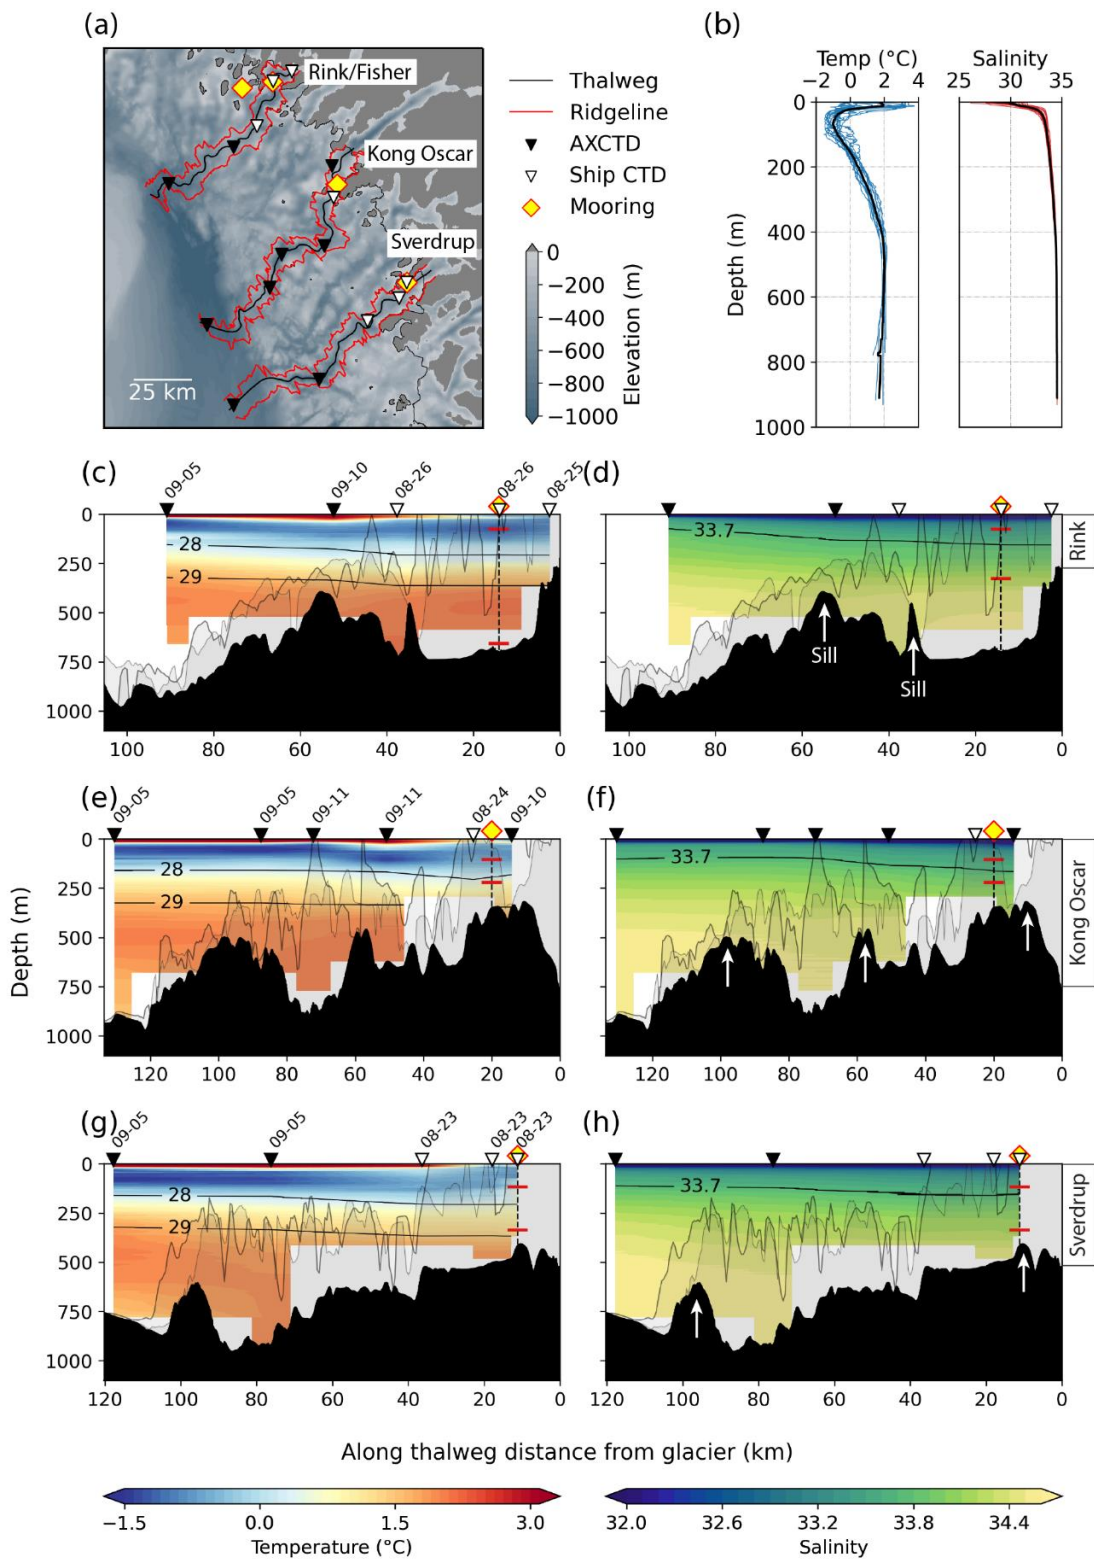 (a)
Rink/Fisher
Kong Oscar
Sverdrup
25 km
Thalweg
Ridgeline
AXCTD
Ship CTD
Mooring
0
−200
−400
−600
−800
−1000
Elevation (m)
(b)
Temp (°C)
−2 0 2 4
Salinity
25 30 35
0
200
400
600
800
1000
Depth (m)
(c)
09-05
09-10
08-26
08-26
08-25
0
250
500
750
1000
28
29
100 80 60 40 20 0
(d)
33.7
Sill
Sill
Rink
100 80 60 40 20 0
(e)
09-05
09-05
09-11
09-11
08-24
09-10
0
250
500
750
1000
28
29
120 100 80 60 40 20 0
Depth (m)
(f)
33.7
Kong Oscar
120 100 80 60 40 20 0
(g)
09-05
09-05
08-23
08-23
08-23
0
250
500
750
1000
28
29
120 100 80 60 40 20 0
(h)
33.7
Sverdrup
120 100 80 60 40 20 0
Along thalweg distance from glacier (km)
−1.5 0.0 1.5 3.0
Temperature (°C)
32.0 32.6 33.2 33.8 34.4
Salinity